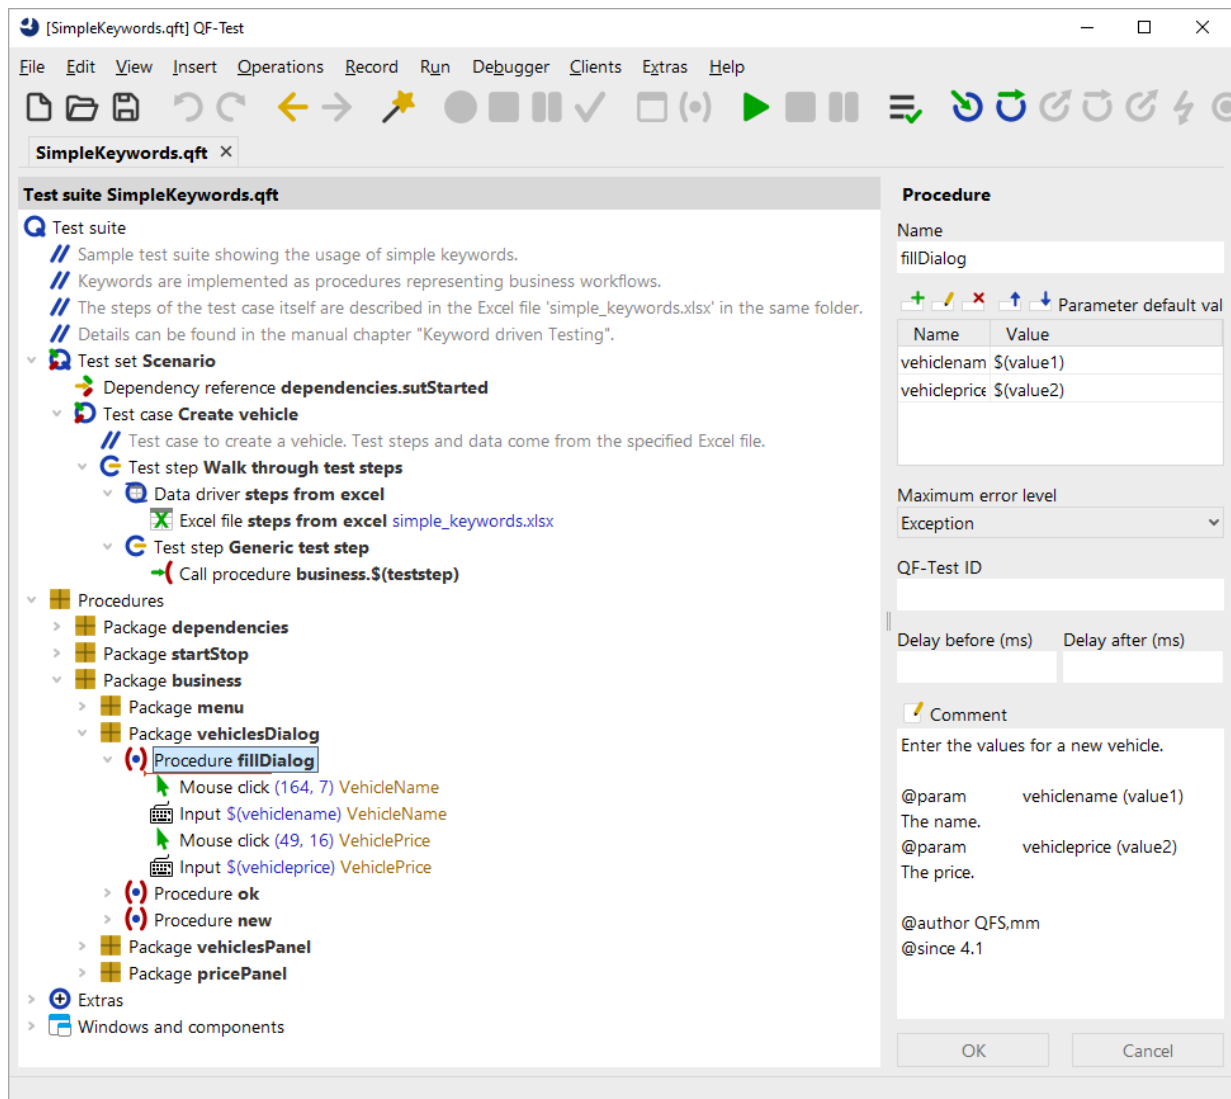 [SimpleKeywords.qft] QF-Test
File Edit View Insert Operations Record Run Debugger Clients Extras Help
SimpleKeywords.qft
Test suite SimpleKeywords.qft
Test suite
// Sample test suite showing the usage of simple keywords.
// Keywords are implemented as procedures representing business workflows.
// The steps of the test case itself are described in the Excel file 'simple_keywords.xlsx' in the same folder.
// Details can be found in the manual chapter "Keyword driven Testing".
Test set Scenario
Dependency reference dependencies.sutStarted
Test case Create vehicle
// Test case to create a vehicle. Test steps and data come from the specified Excel file.
Test step Walk through test steps
Data driver steps from excel
Excel file steps from excel simple_keywords.xlsx
Test step Generic test step
Call procedure business.$(teststep)
Procedures
Package dependencies
Package startStop
Package business
Package menu
Package vehiclesDialog
Procedure fillDialog
Mouse click (164, 7) VehicleName
Input $(vehiclename) VehicleName
Mouse click (49, 16) VehiclePrice
Input $(vehicleprice) VehiclePrice
Procedure ok
Procedure new
Package vehiclesPanel
Package pricePanel
Extras
Windows and components
Procedure
Name
fillDialog
Parameter default val
Name Value
vehiclenam $(value1)
vehicleprice $(value2)
Maximum error level
Exception
QF-Test ID
Delay before (ms) Delay after (ms)
Comment
Enter the values for a new vehicle.
@param vehiclename (value1)
The name.
@param vehicleprice (value2)
The price.
@author QFS,mm
@since 4.1
OK Cancel